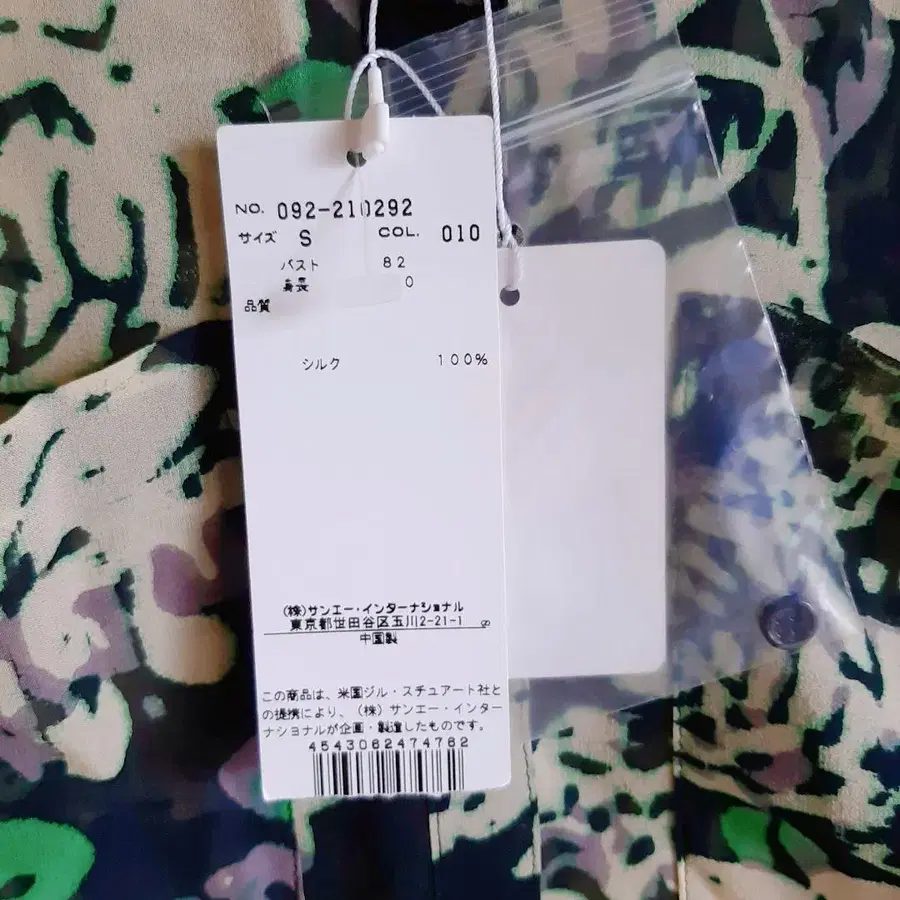 NO. 092-210292
サイズ S COL. 010
バスト 82
身長 0
品質
シルク 100%
(株)サンエー・インターナショナル
東京都世田谷区玉川2-21-1
中国製
この商品は、米国ジル・スチュアート社と
の提携により、(株)サンエー・インター
ナショナルが企画・製造したものです。
4543062474782